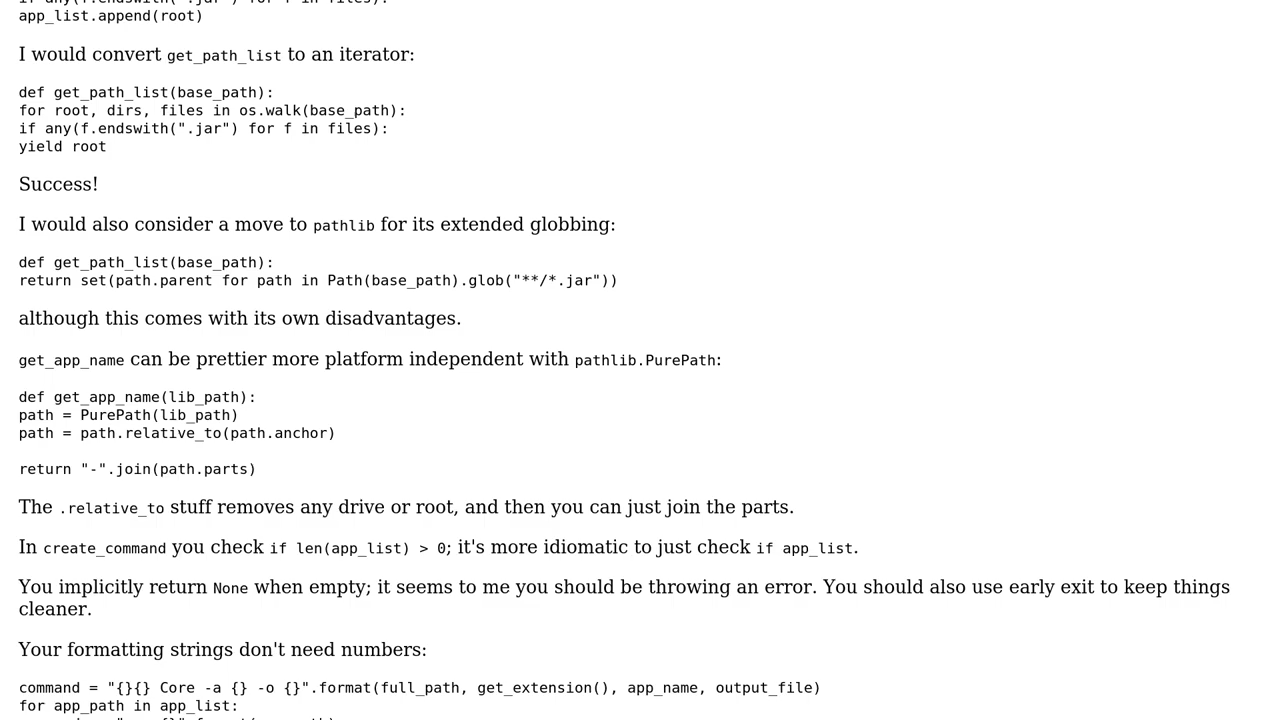 if any(f.endswith(".jar") for f in files):
app_list.append(root)
I would convert get_path_list to an iterator:
def get_path_list(base_path):
for root, dirs, files in os.walk(base_path):
if any(f.endswith(".jar") for f in files):
yield root
Success!
I would also consider a move to pathlib for its extended globbing:
def get_path_list(base_path):
return set(path.parent for path in Path(base_path).glob("**/*.jar"))
although this comes with its own disadvantages.
get_app_name can be prettier more platform independent with pathlib.PurePath:
def get_app_name(lib_path):
path = PurePath(lib_path)
path = path.relative_to(path.anchor)
return "-".join(path.parts)
The .relative_to stuff removes any drive or root, and then you can just join the parts.
In create_command you check if len(app_list) > 0; it's more idiomatic to just check if app_list.
You implicitly return None when empty; it seems to me you should be throwing an error. You should also use early exit to keep things
cleaner.
Your formatting strings don't need numbers:
command = "{}{} Core -a {} -o {}".format(full_path, get_extension(), app_name, output_file)
for app_path in app_list: